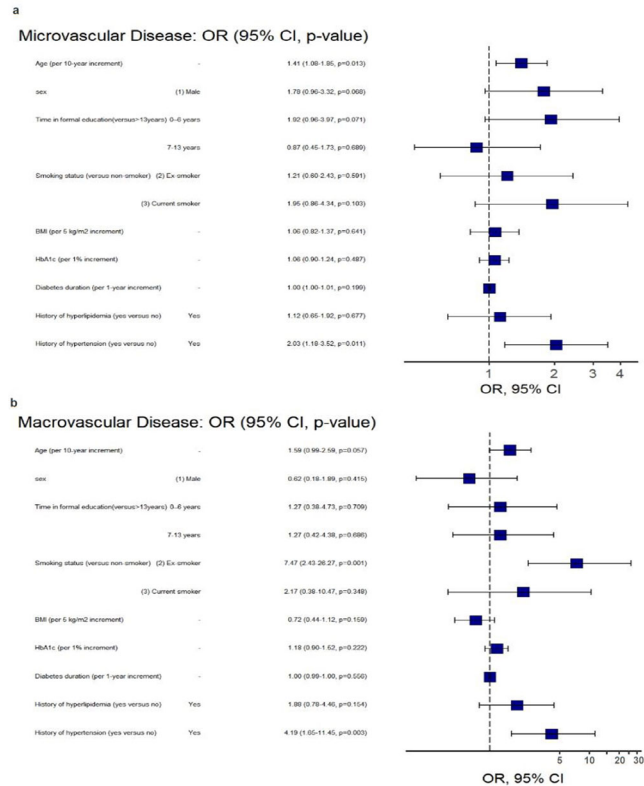 a
Microvascular Disease: OR (95% CI, p-value)
Age (per 10-year increment) - 1.41 (1.08-1.85, p=0.013)
sex (1) Male 1.78 (0.96-3.32, p=0.068)
Time in formal education(versus>13years) 0-6 years 1.92 (0.96-3.97, p=0.071)
7-13 years 0.87 (0.45-1.73, p=0.689)
Smoking status (versus non-smoker) (2) Ex smoker 1.21 (0.60-2.43, p=0.591)
(3) Current smoker 1.95 (0.86-4.34, p=0.103)
BMI (per 5 kg/m2 increment) - 1.06 (0.82-1.37, p=0.641)
HbA1c (per 1% increment) - 1.06 (0.90-1.24, p=0.487)
Diabetes duration (per 1-year increment) - 1.00 (1.00-1.01, p=0.199)
History of hyperlipidemia (yes versus no) Yes 1.12 (0.65-1.92, p=0.677)
History of hypertension (yes versus no) Yes 2.03 (1.18-3.52, p=0.011)
1 2 3 4
OR, 95% CI
b
Macrovascular Disease: OR (95% CI, p-value)
Age (per 10-year increment) - 1.59 (0.99-2.59, p=0.057)
sex (1) Male 0.62 (0.19-1.89, p=0.415)
Time in formal education(versus>13years) 0-6 years 1.27 (0.38-4.73, p=0.709)
7-13 years 1.27 (0.42-4.38, p=0.686)
Smoking status (versus non-smoker) (2) Ex smoker 7.47 (2.43-26.27, p=0.001)
(3) Current smoker 2.17 (0.38-10.47, p=0.348)
BMI (per 5 kg/m2 increment) - 0.72 (0.44-1.12, p=0.159)
HbA1c (per 1% increment) - 1.18 (0.90-1.52, p=0.222)
Diabetes duration (per 1-year increment) - 1.00 (0.99-1.00, p=0.556)
History of hyperlipidemia (yes versus no) Yes 1.88 (0.78-4.46, p=0.154)
History of hypertension (yes versus no) Yes 4.19 (1.65-11.45, p=0.003)
5 10 20 30
OR, 95% CI